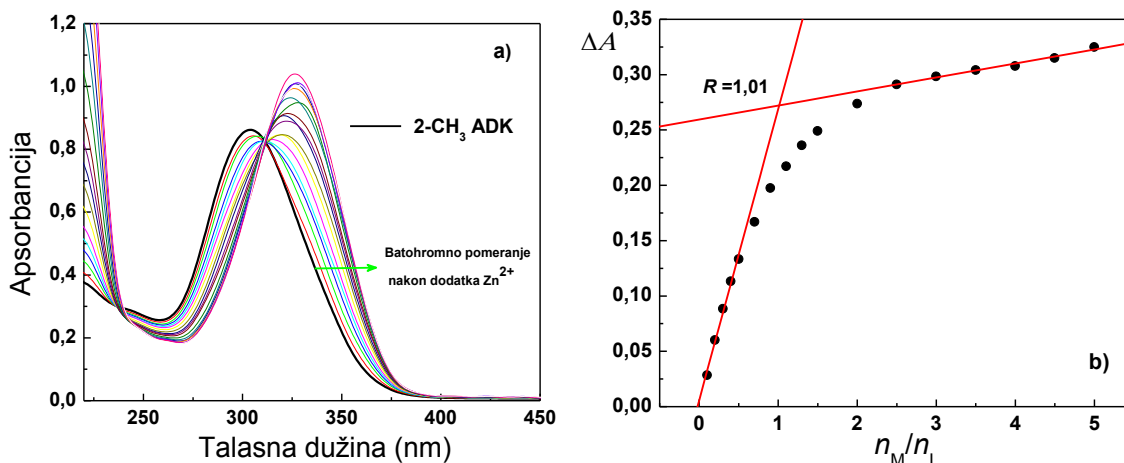 1,2
1,0
0,8
0,6
0,4
0,2
0,0
Apsorbancija
a)
2-CH₃ ADK
Batohromno pomeranje
nakon dodatka Zn²⁺
250 300 350 400 450
Talasna dužina (nm)
0,35
0,30
0,25
0,20
0,15
0,10
0,05
0,00
ΔA
R =1,01
b)
0 1 2 3 4 5